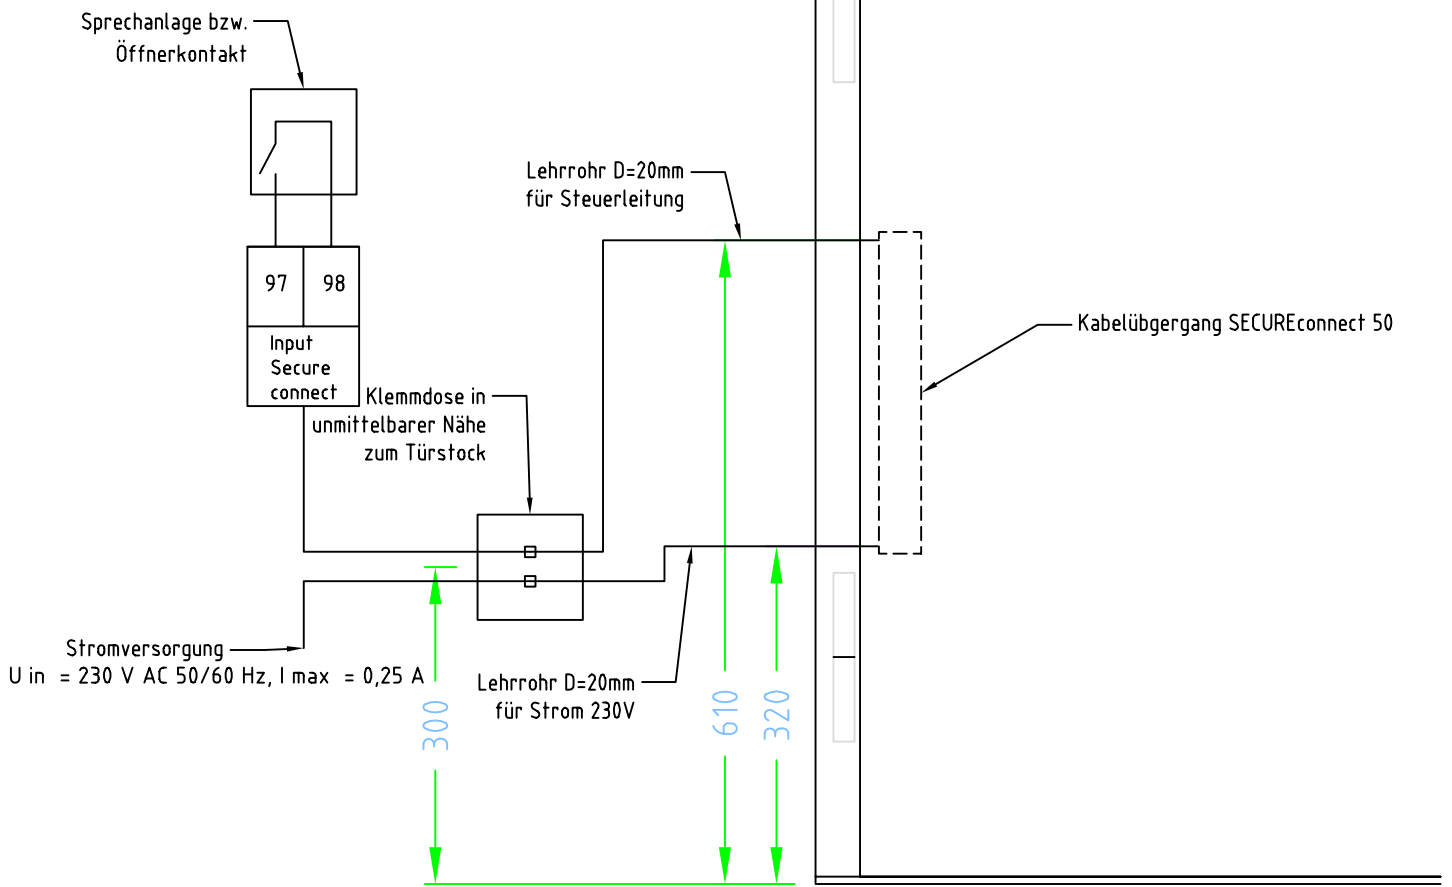 Sprechanlage bzw.
Öffnerkontakt
97 98
Input
Secure
connect
Lehrrohr D=20mm
für Steuerleitung
Kabelübgergang SECUREconnect 50
Klemmdose in
unmittelbarer Nähe
zum Türstock
Stromversorgung
U in = 230 V AC 50/60 Hz, I max = 0,25 A
Lehrrohr D=20mm
für Strom 230V
300
610
320